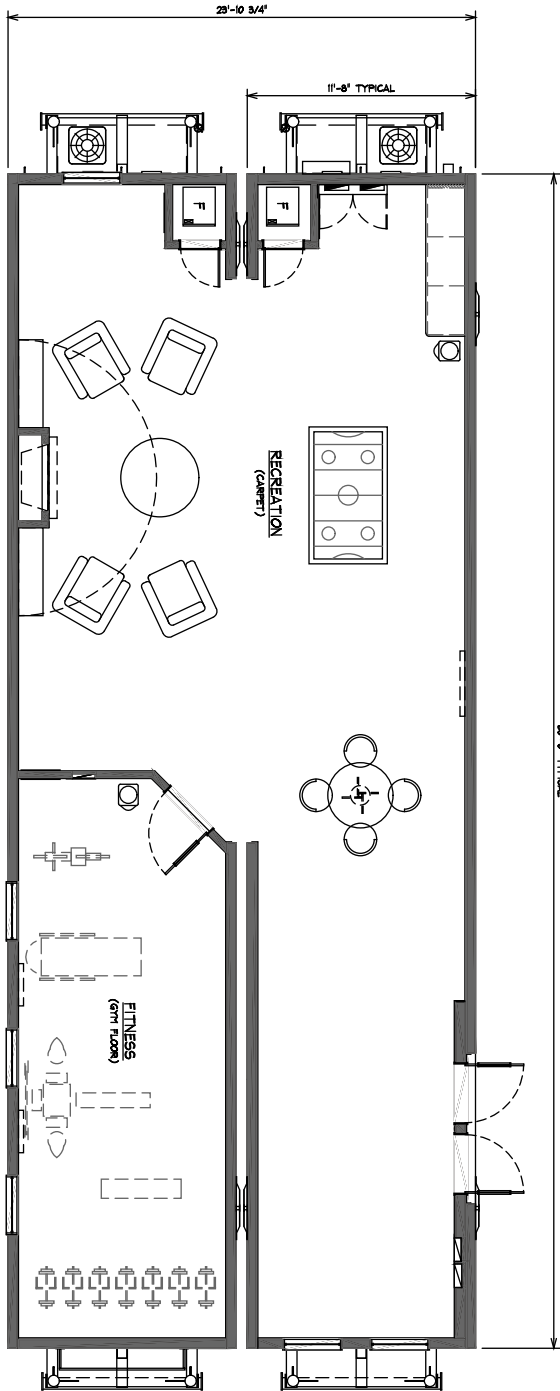 23'-10 3/4"
11'-8" TYPICAL
F
F
RECREATION
(CARPET)
FITNESS
(GYM FLOOR)